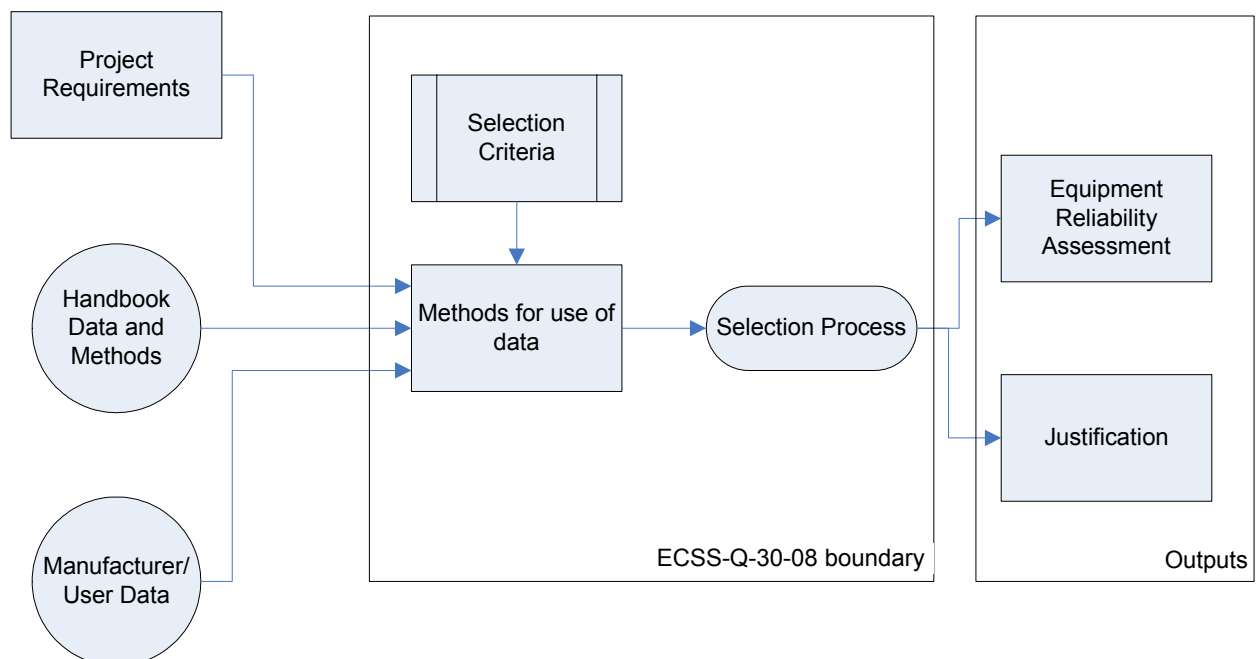 Project
Requirements
Handbook
Data and
Methods
Manufacturer/
User Data
Selection
Criteria
Methods for use of
data
Selection Process
ECSS-Q-30-08 boundary
Equipment
Reliability
Assessment
Justification
Outputs